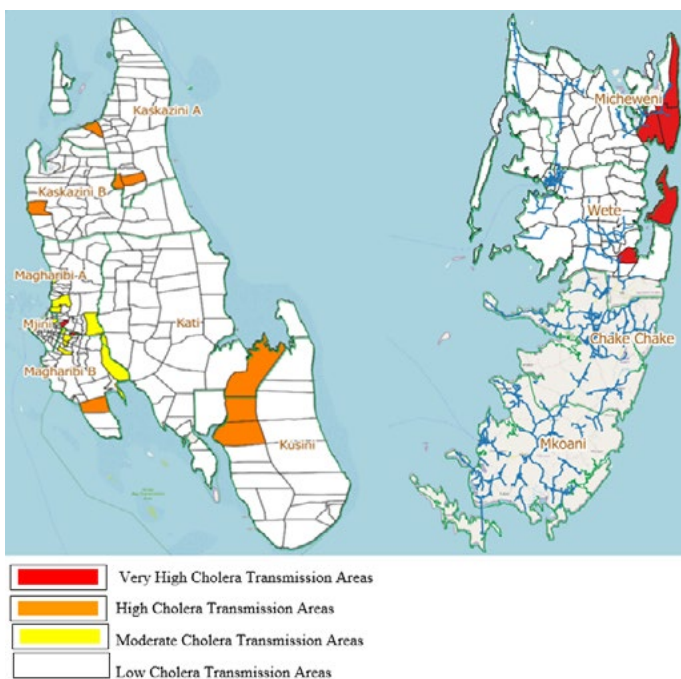 Kaskazini A
Micheweni
Kaskazini B
Wete
Magharibi A
Mjini
Kati
Chake Chake
Magharibi B
Kusini
Mkoani
Very High Cholera Transmission Areas
High Cholera Transmission Areas
Moderate Cholera Transmission Areas
Low Cholera Transmission Areas